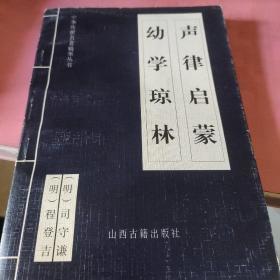 声律启蒙
幼学琼林
（明）司守谦
（明）程登吉
山西古籍出版社